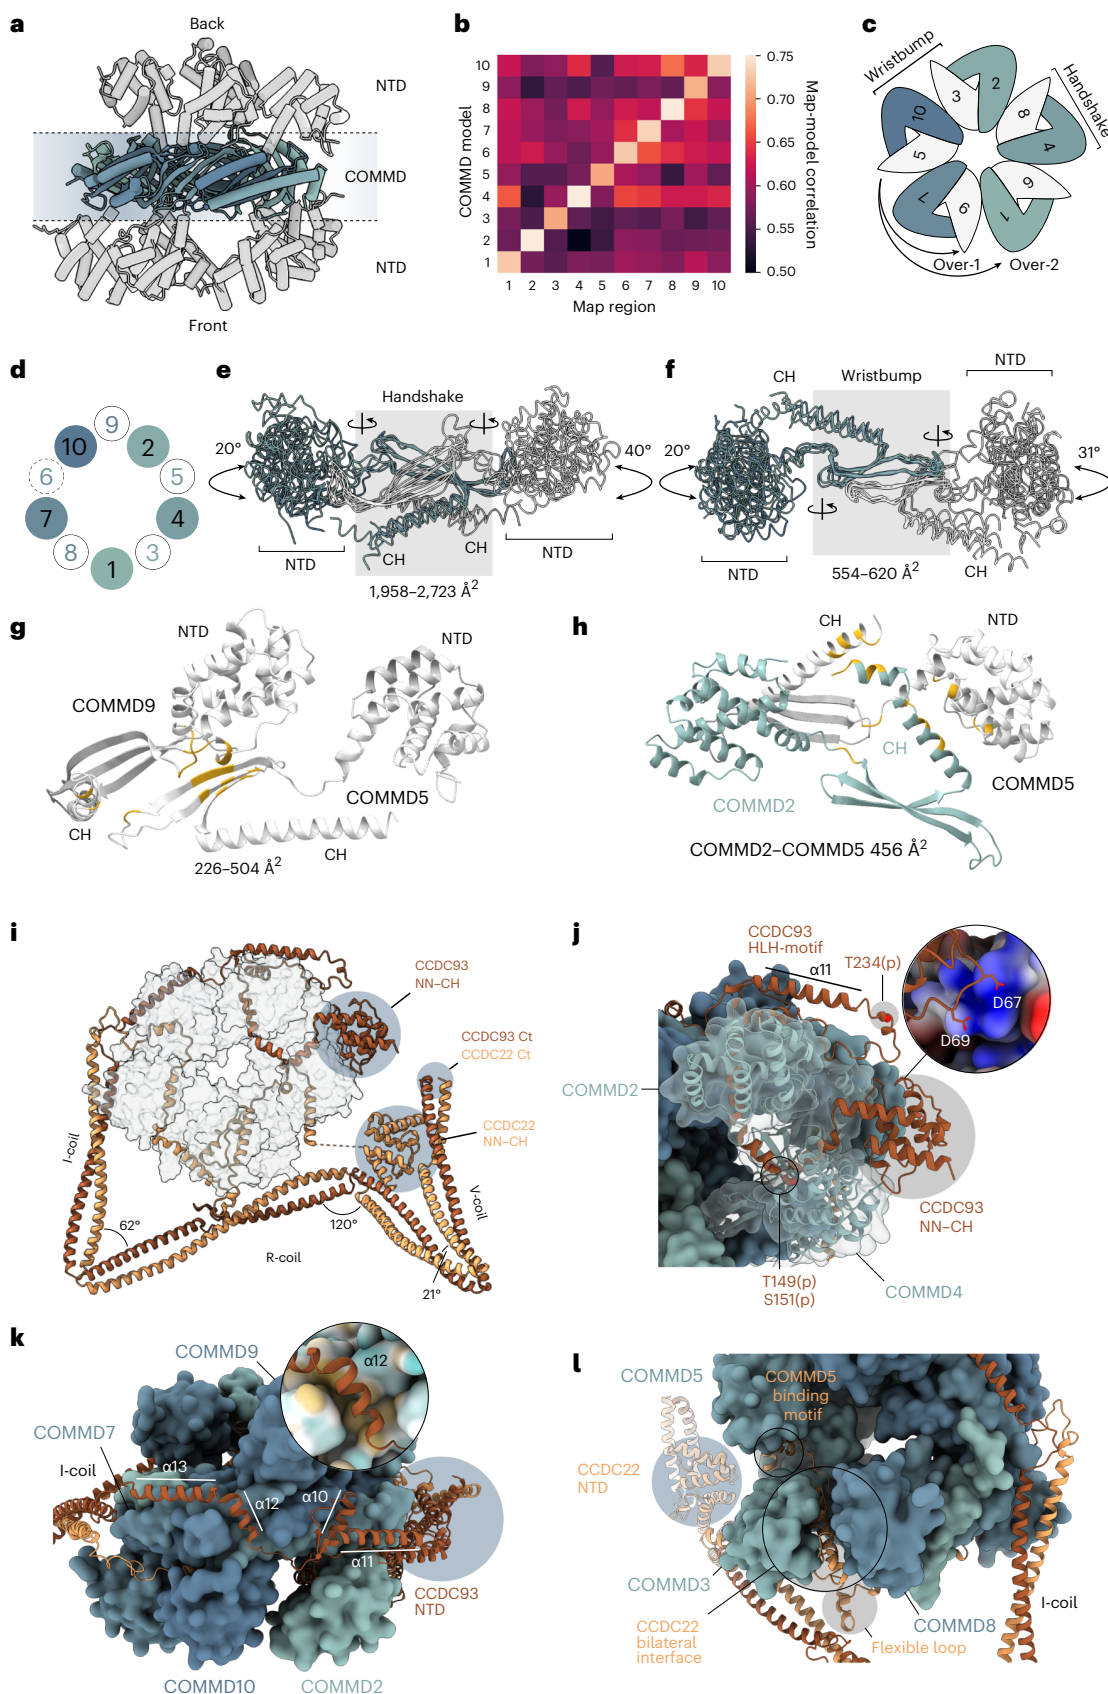 a
Back
NTD
COMMD
NTD
Front
b
COMMD model
10
9
8
7
6
5
4
3
2
1
1 2 3 4 5 6 7 8 9 10
Map region
0.75
0.70
0.65
0.60
0.55
0.50
Map-model correlation
c
Wristbump
Handshake
2
3
8
4
10
5
9
7
6
1
Over-1
Over-2
d
9
10
2
6
5
7
4
8
3
1
e
Handshake
20°
40°
NTD
CH
CH
NTD
1,958–2,723 Å2
f
CH
Wristbump
NTD
20°
31°
NTD
CH
554–620 Å2
g
NTD
NTD
COMMD9
COMMD5
CH
CH
226–504 Å2
h
CH
NTD
CH
COMMD2
COMMD5
COMMD2–COMMD5 456 Å2
i
CCDC93
NN–CH
CCDC93 Ct
CCDC22 Ct
CCDC22
NN–CH
I-coil
V-coil
62°
120°
R-coil
21°
j
CCDC93
HLH-motif
α11
T234(p)
D67
D69
COMMD2
CCDC93
NN–CH
T149(p)
S151(p)
COMMD4
k
COMMD9
α12
COMMD7
I-coil
α13
α12
α10
α11
CCDC93
NTD
COMMD10
COMMD2
l
COMMD5
COMMD5
binding
motif
CCDC22
NTD
COMMD3
CCDC22
bilateral
interface
COMMD8
Flexible loop
I-coil